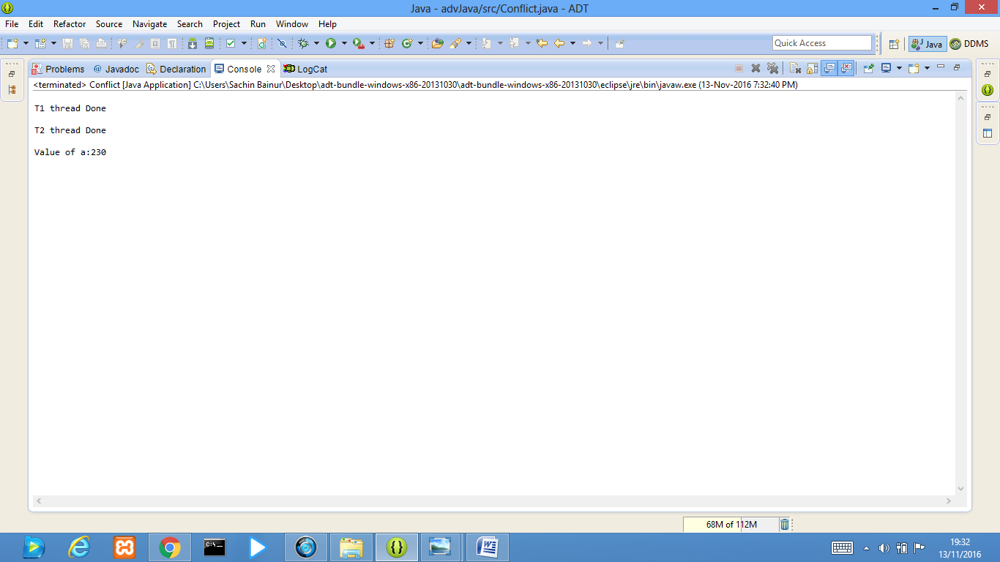 Java - advJava/src/Conflict.java - ADT
File Edit Refactor Source Navigate Search Project Run Window Help
Quick Access Java DDMS
Problems @ Javadoc Declaration Console LogCat
<terminated> Conflict [Java Application] C:\Users\Sachin Bainur\Desktop\adt-bundle-windows-x86-20131030\adt-bundle-windows-x86-20131030\eclipse\jre\bin\javaw.exe (13-Nov-2016 7:32:40 PM)
T1 thread Done
T2 thread Done
Value of a:230
68M of 112M
19:32
13/11/2016